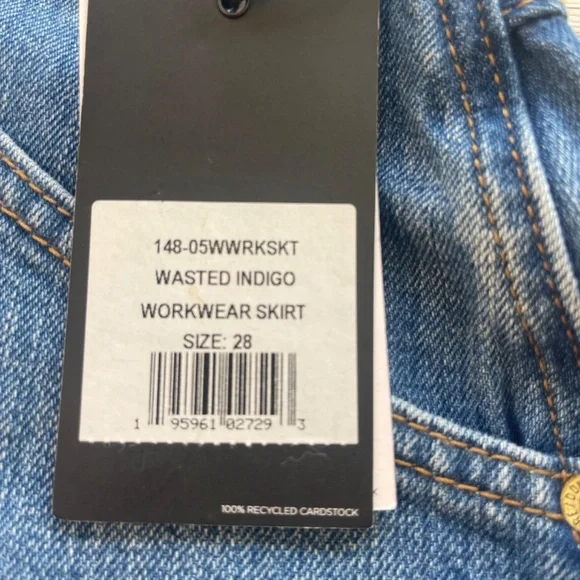 148-05WWRKSKT
WASTED INDIGO
WORKWEAR SKIRT
SIZE: 28
1 95961 02729 3
100% RECYCLED CARDSTOCK
K